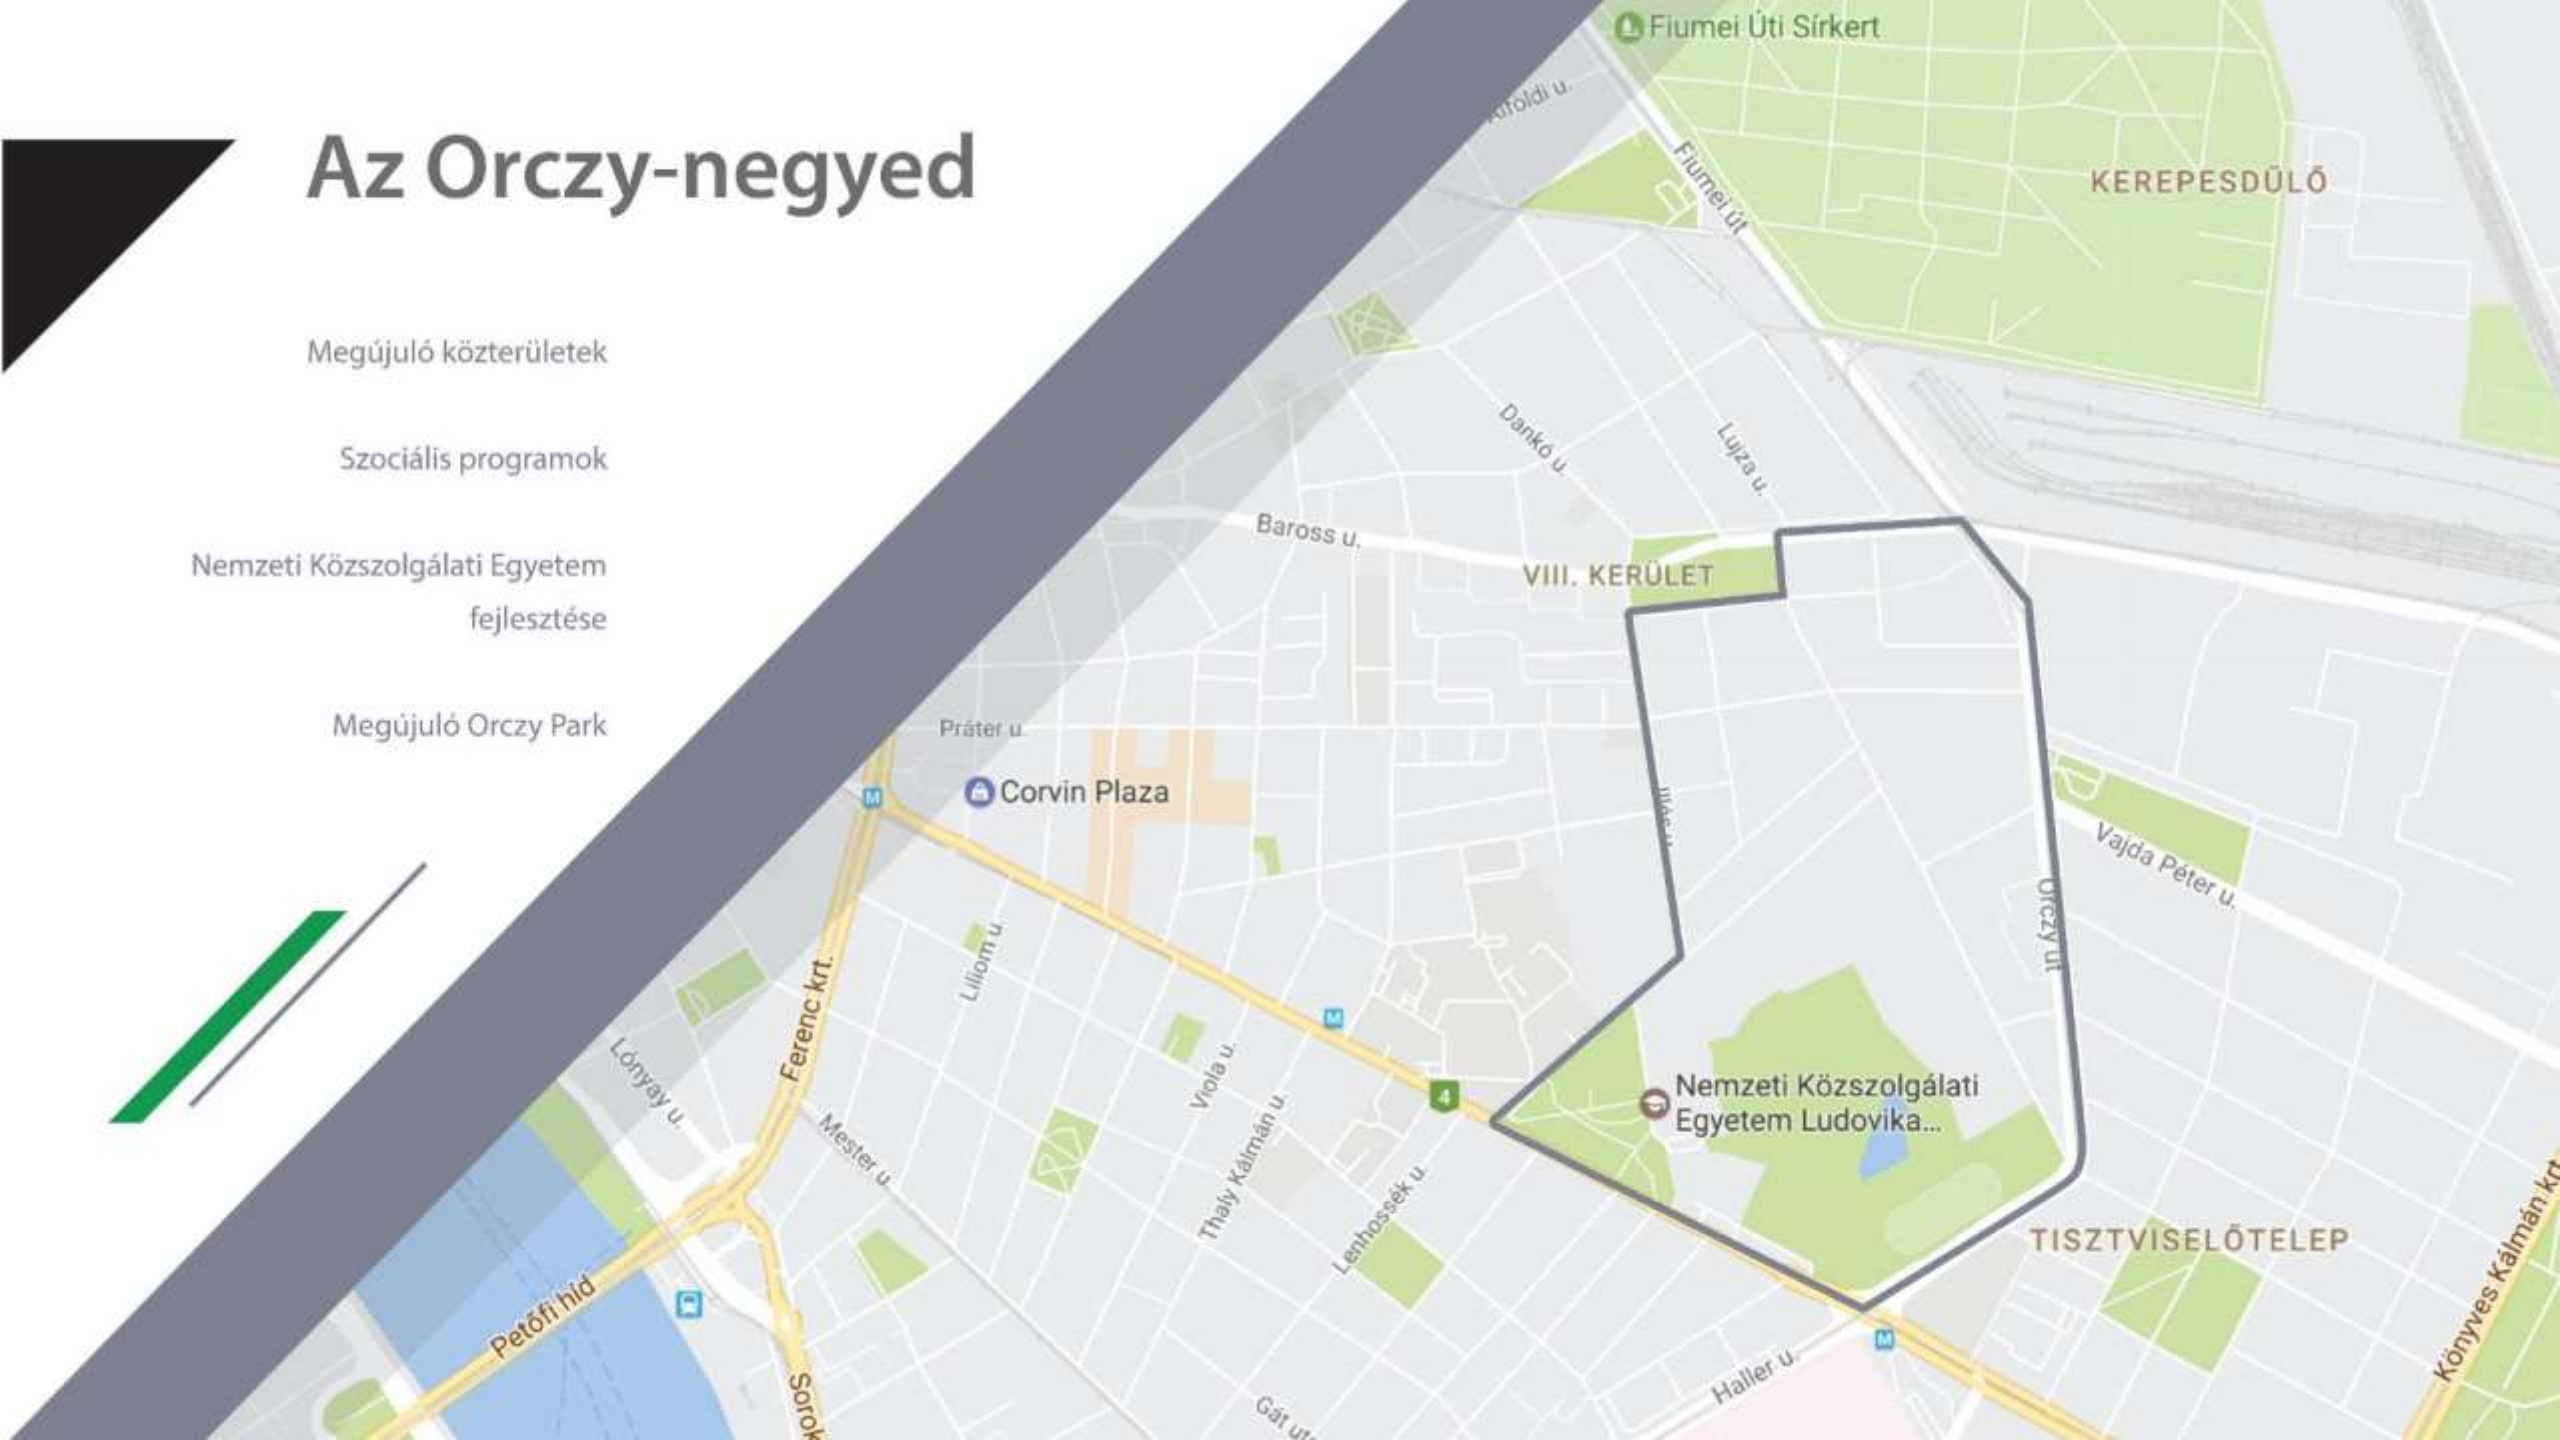 Az Orczy-negyed
Megújuló közterületek
Szociális programok
Nemzeti Közszolgálati Egyetem
fejlesztése
Megújuló Orczy Park
Fiumei Úti Sírkert
Fiumei út
KEREPESDŰLŐ
Dankó u.
Lujza u.
Baross u.
VIII. KERÜLET
Práter u.
M
Corvin Plaza
Vajda Péter u.
Orczy út
Liliom u.
Ferenc krt.
M
4
Viola u.
Lónyay u.
Mester u.
Thaly Kálmán u.
Lenhossék u.
Nemzeti Közszolgálati
Egyetem Ludovika...
TISZTVISELŐTELEP
Könyves Kálmán krt.
Petőfi híd
M
Haller u.
Gát